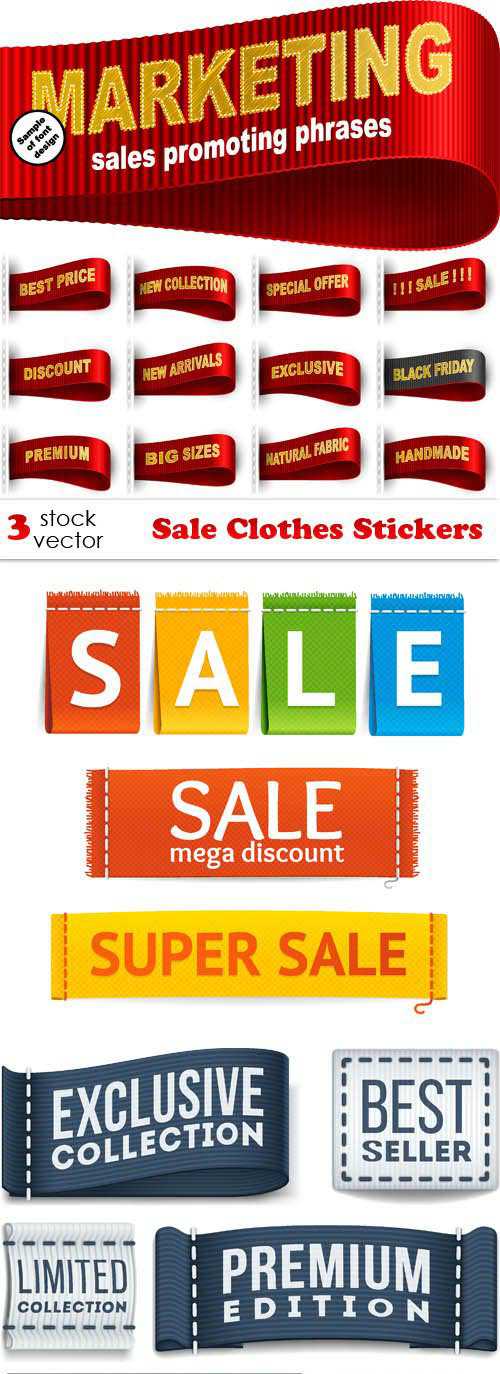 MARKETING
Sample
of font
design
sales promoting phrases
BEST PRICE
NEW COLLECTION
SPECIAL OFFER
! ! ! SALE ! ! !
DISCOUNT
NEW ARRIVALS
EXCLUSIVE
BLACK FRIDAY
PREMIUM
BIG SIZES
NATURAL FABRIC
HANDMADE
3 stock
vector
Sale Clothes Stickers
S A L E
SALE
mega discount
SUPER SALE
EXCLUSIVE
COLLECTION
BEST
SELLER
LIMITED
COLLECTION
PREMIUM
EDITION